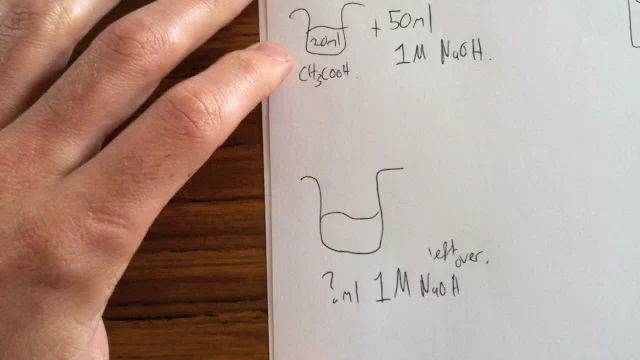 20ml + 50ml
CH3COOH. 1M NaOH.
left over.
?ml 1M NaOH